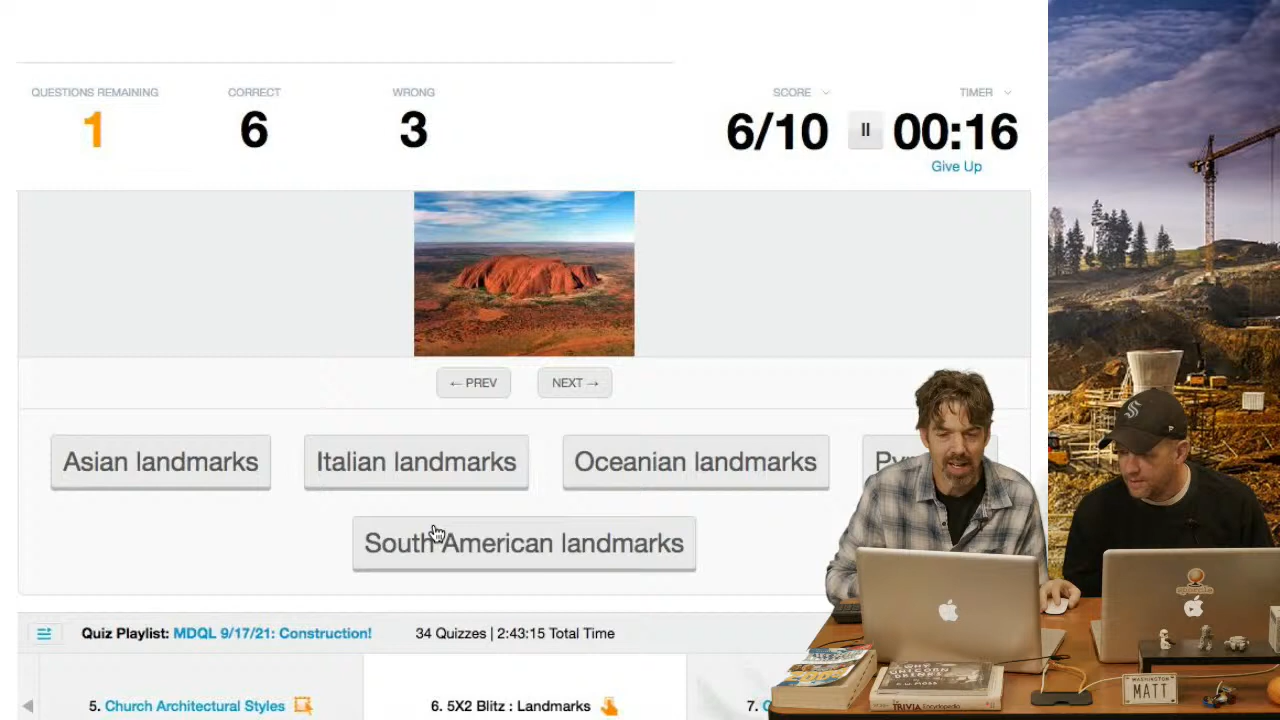 QUESTIONS REMAINING CORRECT WRONG SCORE TIMER
1 6 3 6/10 00:16
Give Up
← PREV NEXT →
Asian landmarks Italian landmarks Oceanian landmarks
South American landmarks
Quiz Playlist: MDQL 9/17/21: Construction! 34 Quizzes | 2:43:15 Total Time
5. Church Architectural Styles 6. 5X2 Blitz : Landmarks 7.
WASHINGTON
MATT
TRIVIA